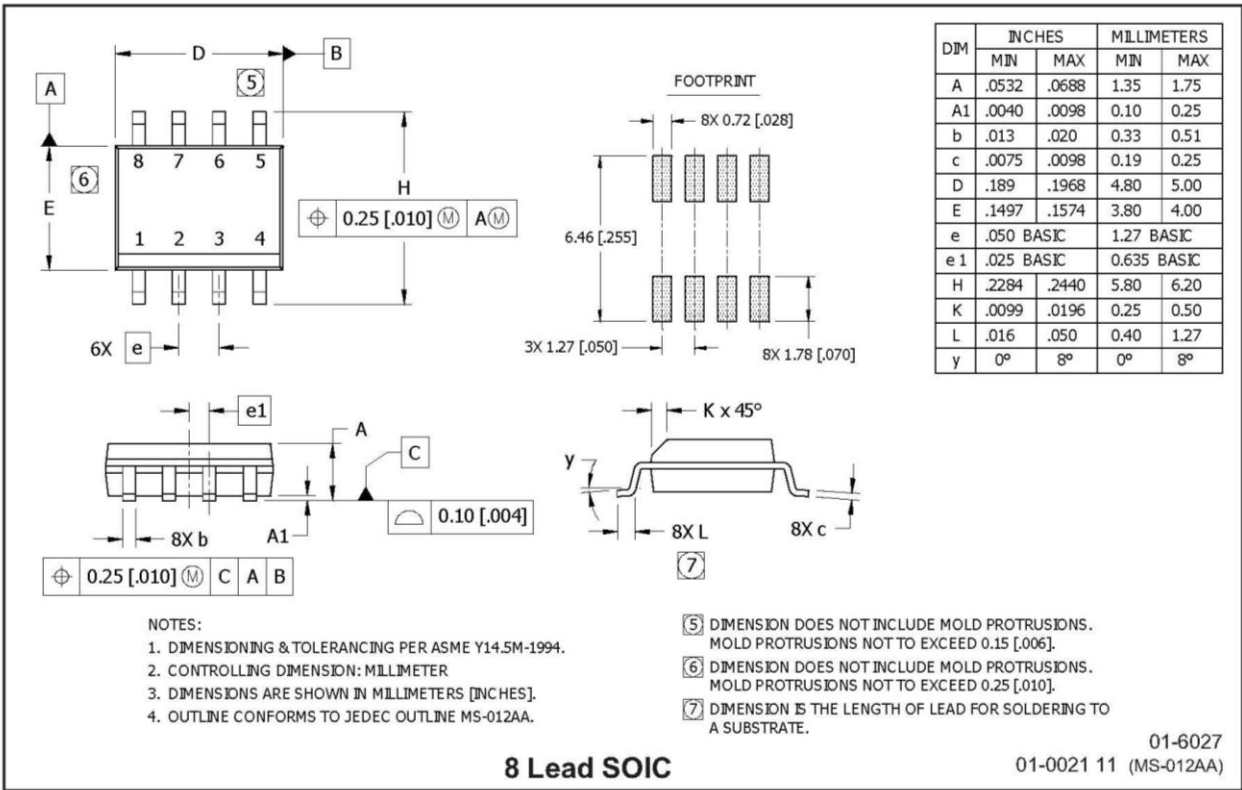 D
B
5
A
8 7 6 5
6
E
H
⌖ 0.25 [.010] Ⓜ AⓂ
1 2 3 4
6X e
FOOTPRINT
8X 0.72 [.028]
6.46 [.255]
3X 1.27 [.050]
8X 1.78 [.070]
DIM INCHES MILLIMETERS
MIN MAX MIN MAX
A .0532 .0688 1.35 1.75
A1 .0040 .0098 0.10 0.25
b .013 .020 0.33 0.51
c .0075 .0098 0.19 0.25
D .189 .1968 4.80 5.00
E .1497 .1574 3.80 4.00
e .050 BASIC 1.27 BASIC
e 1 .025 BASIC 0.635 BASIC
H .2284 .2440 5.80 6.20
K .0099 .0196 0.25 0.50
L .016 .050 0.40 1.27
y 0° 8° 0° 8°
e1
A
C
⌓ 0.10 [.004]
8X b
A1
⌖ 0.25 [.010] Ⓜ C A B
K x 45°
y
8X L
8X c
7
NOTES:
1. DIMENSIONING & TOLERANCING PER ASME Y14.5M-1994.
2. CONTROLLING DIMENSION: MILLIMETER
3. DIMENSIONS ARE SHOWN IN MILLIMETERS [INCHES].
4. OUTLINE CONFORMS TO JEDEC OUTLINE MS-012AA.
5 DIMENSION DOES NOT INCLUDE MOLD PROTRUSIONS.
MOLD PROTRUSIONS NOT TO EXCEED 0.15 [.006].
6 DIMENSION DOES NOT INCLUDE MOLD PROTRUSIONS.
MOLD PROTRUSIONS NOT TO EXCEED 0.25 [.010].
7 DIMENSION IS THE LENGTH OF LEAD FOR SOLDERING TO
A SUBSTRATE.
8 Lead SOIC
01-6027
01-0021 11 (MS-012AA)